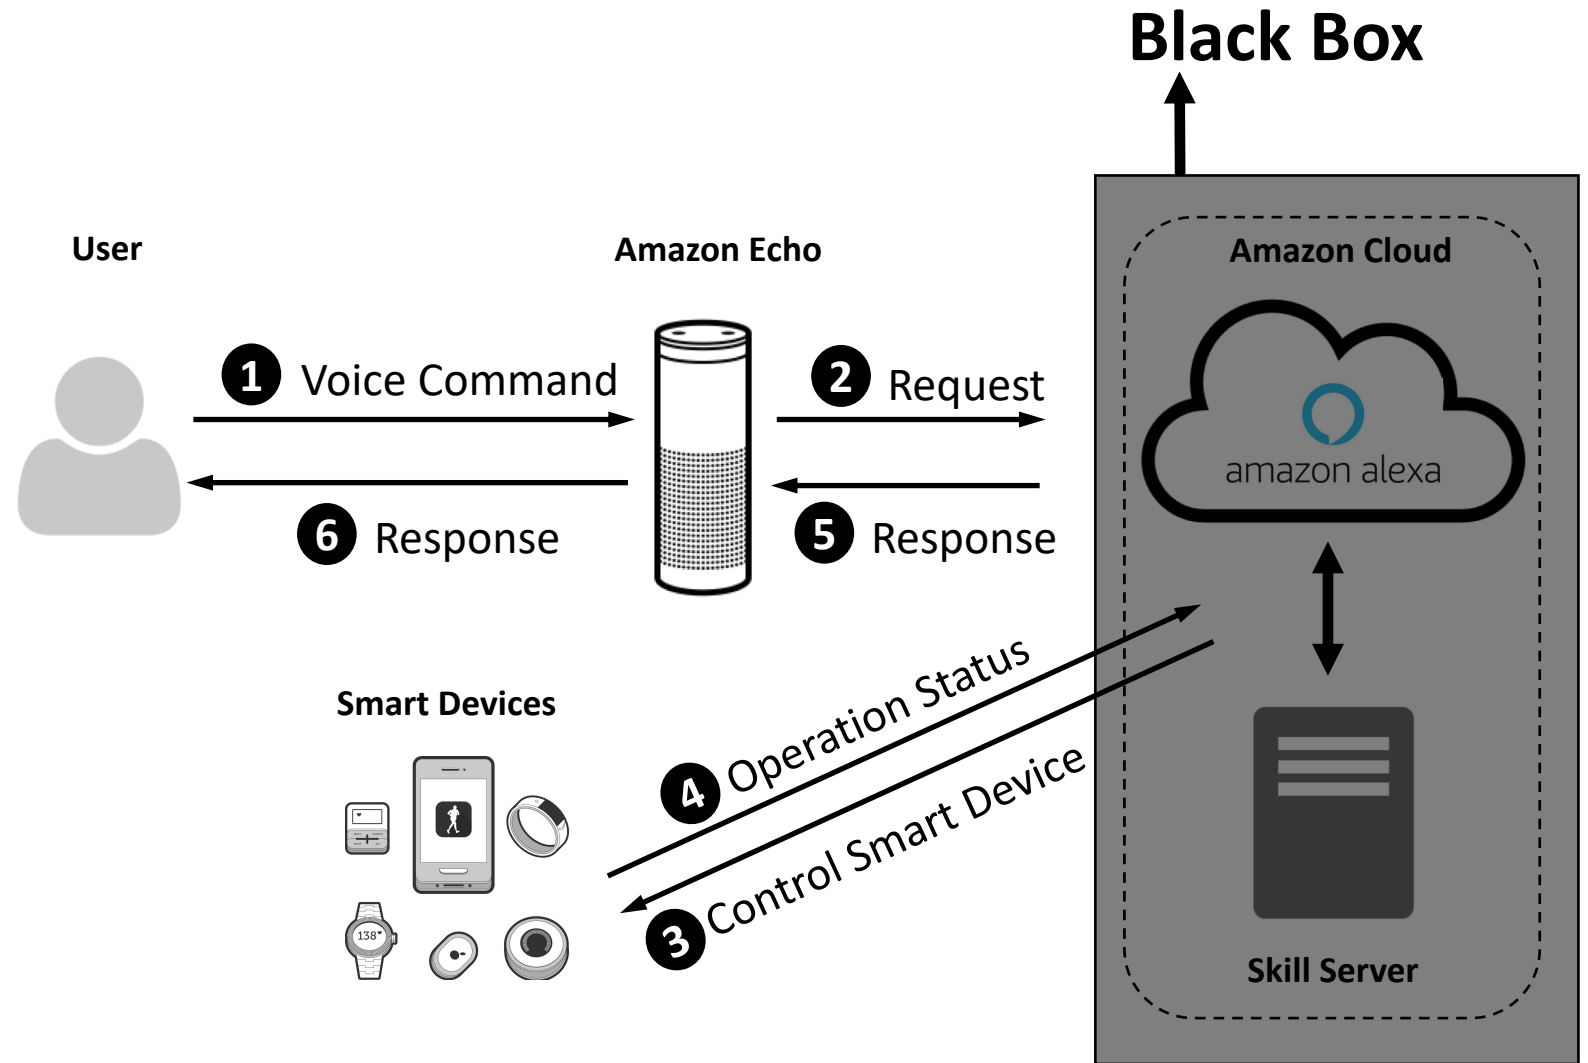 Black Box
User
Amazon Echo
Amazon Cloud
1 Voice Command
2 Request
amazon alexa
6 Response
5 Response
4 Operation Status
3 Control Smart Device
Smart Devices
138
Skill Server